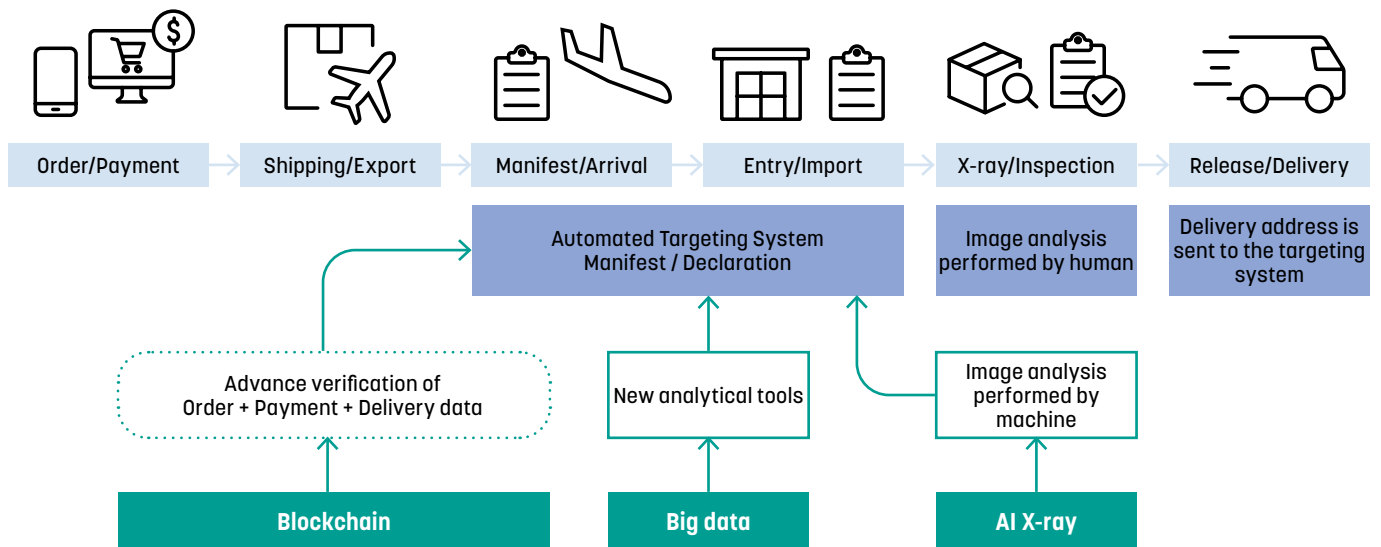 $
Order/Payment
Shipping/Export
Manifest/Arrival
Entry/Import
X-ray/Inspection
Release/Delivery
Automated Targeting System
Manifest / Declaration
Image analysis
performed by human
Delivery address is
sent to the targeting
system
Advance verification of
Order + Payment + Delivery data
New analytical tools
Image analysis
performed by
machine
Blockchain
Big data
AI X-ray